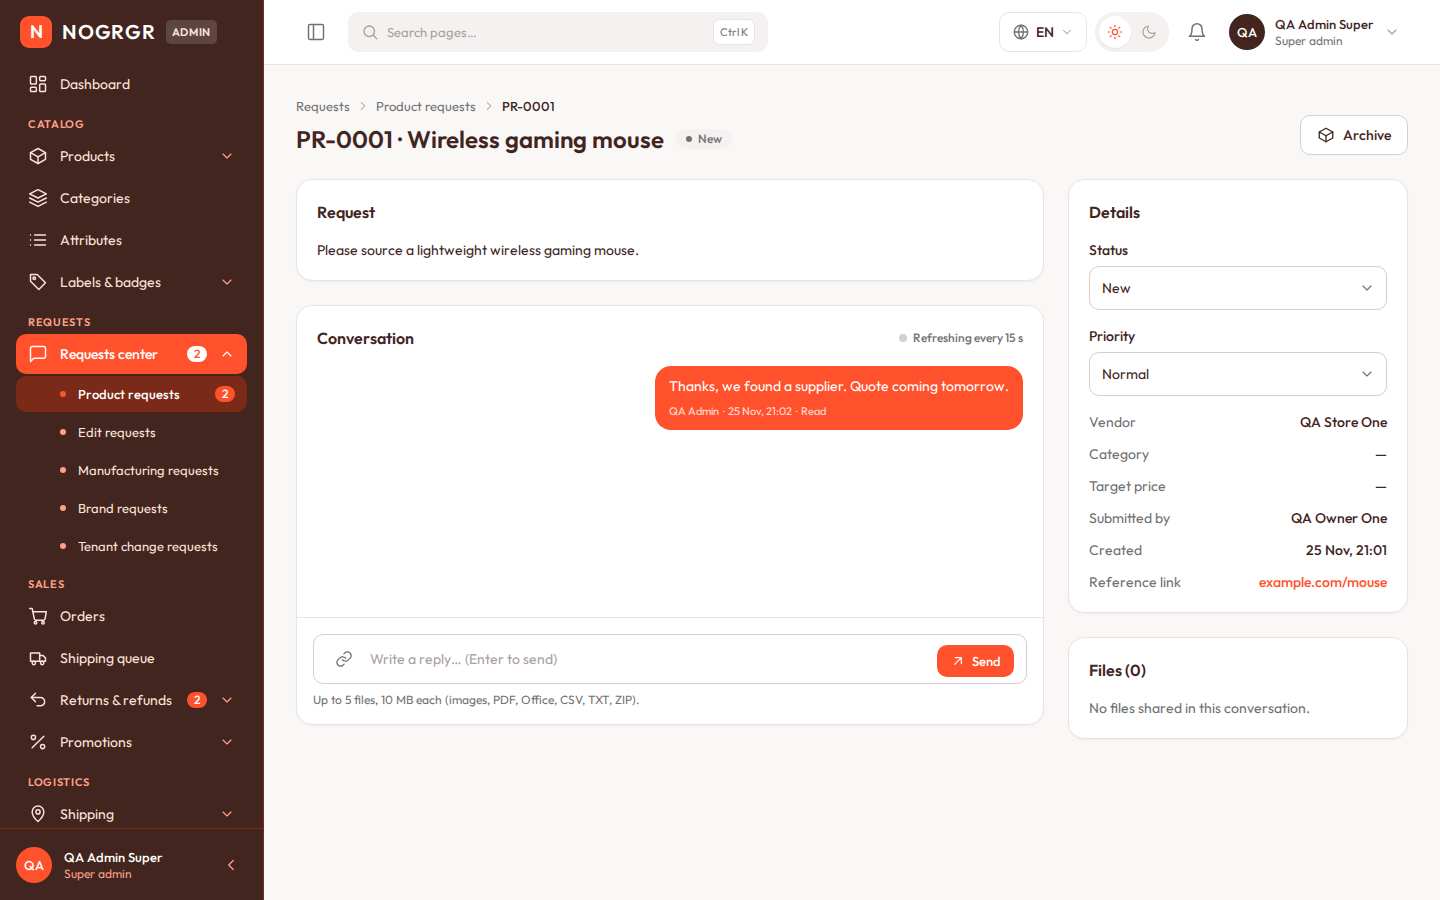 N NOGRGR ADMIN
Search pages... Ctrl K
EN
QA QA Admin Super
Super admin
Dashboard
CATALOG
Products
Categories
Attributes
Labels & badges
REQUESTS
Requests center 2
Product requests 2
Edit requests
Manufacturing requests
Brand requests
Tenant change requests
SALES
Orders
Shipping queue
Returns & refunds 2
Promotions
LOGISTICS
Shipping
QA QA Admin Super
Super admin
Requests > Product requests > PR-0001
PR-0001 · Wireless gaming mouse • New
Archive
Request
Please source a lightweight wireless gaming mouse.
Conversation
Refreshing every 15 s
Thanks, we found a supplier. Quote coming tomorrow.
QA Admin · 25 Nov, 21:02 · Read
Write a reply... (Enter to send)
Send
Up to 5 files, 10 MB each (images, PDF, Office, CSV, TXT, ZIP).
Details
Status
New
Priority
Normal
Vendor QA Store One
Category —
Target price —
Submitted by QA Owner One
Created 25 Nov, 21:01
Reference link example.com/mouse
Files (0)
No files shared in this conversation.